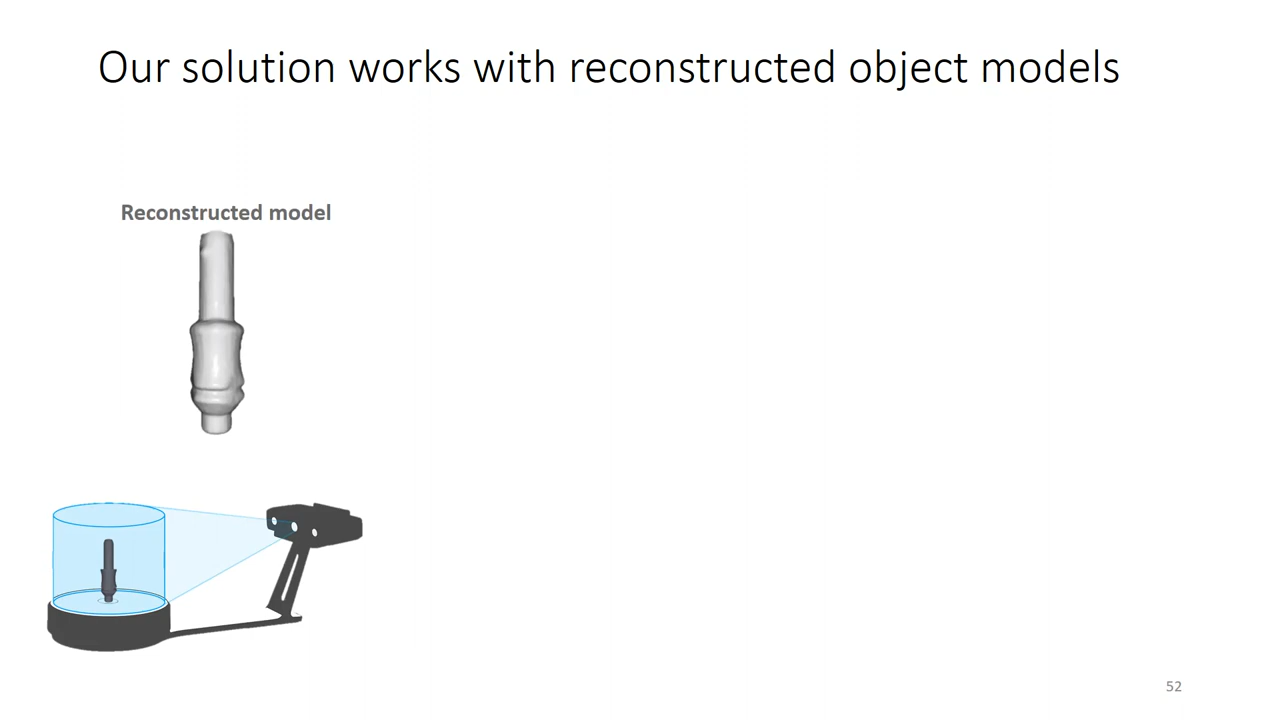 Our solution works with reconstructed object models
Reconstructed model
52